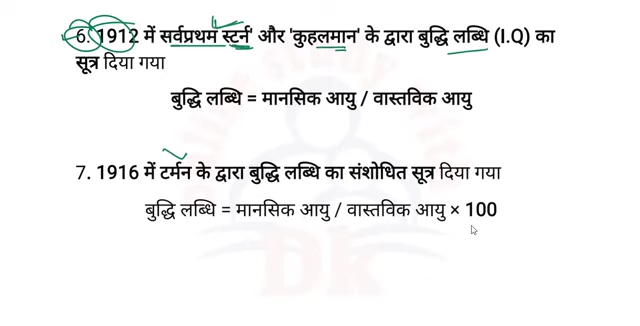 6. 1912 में सर्वप्रथम स्टर्न' और 'कुहलमान' के द्वारा बुद्धि लब्धि (I.Q) का
सूत्र दिया गया
बुद्धि लब्धि = मानसिक आयु / वास्तविक आयु
7. 1916 में टर्मन के द्वारा बुद्धि लब्धि का संशोधित सूत्र दिया गया
बुद्धि लब्धि = मानसिक आयु / वास्तविक आयु × 100
Dk